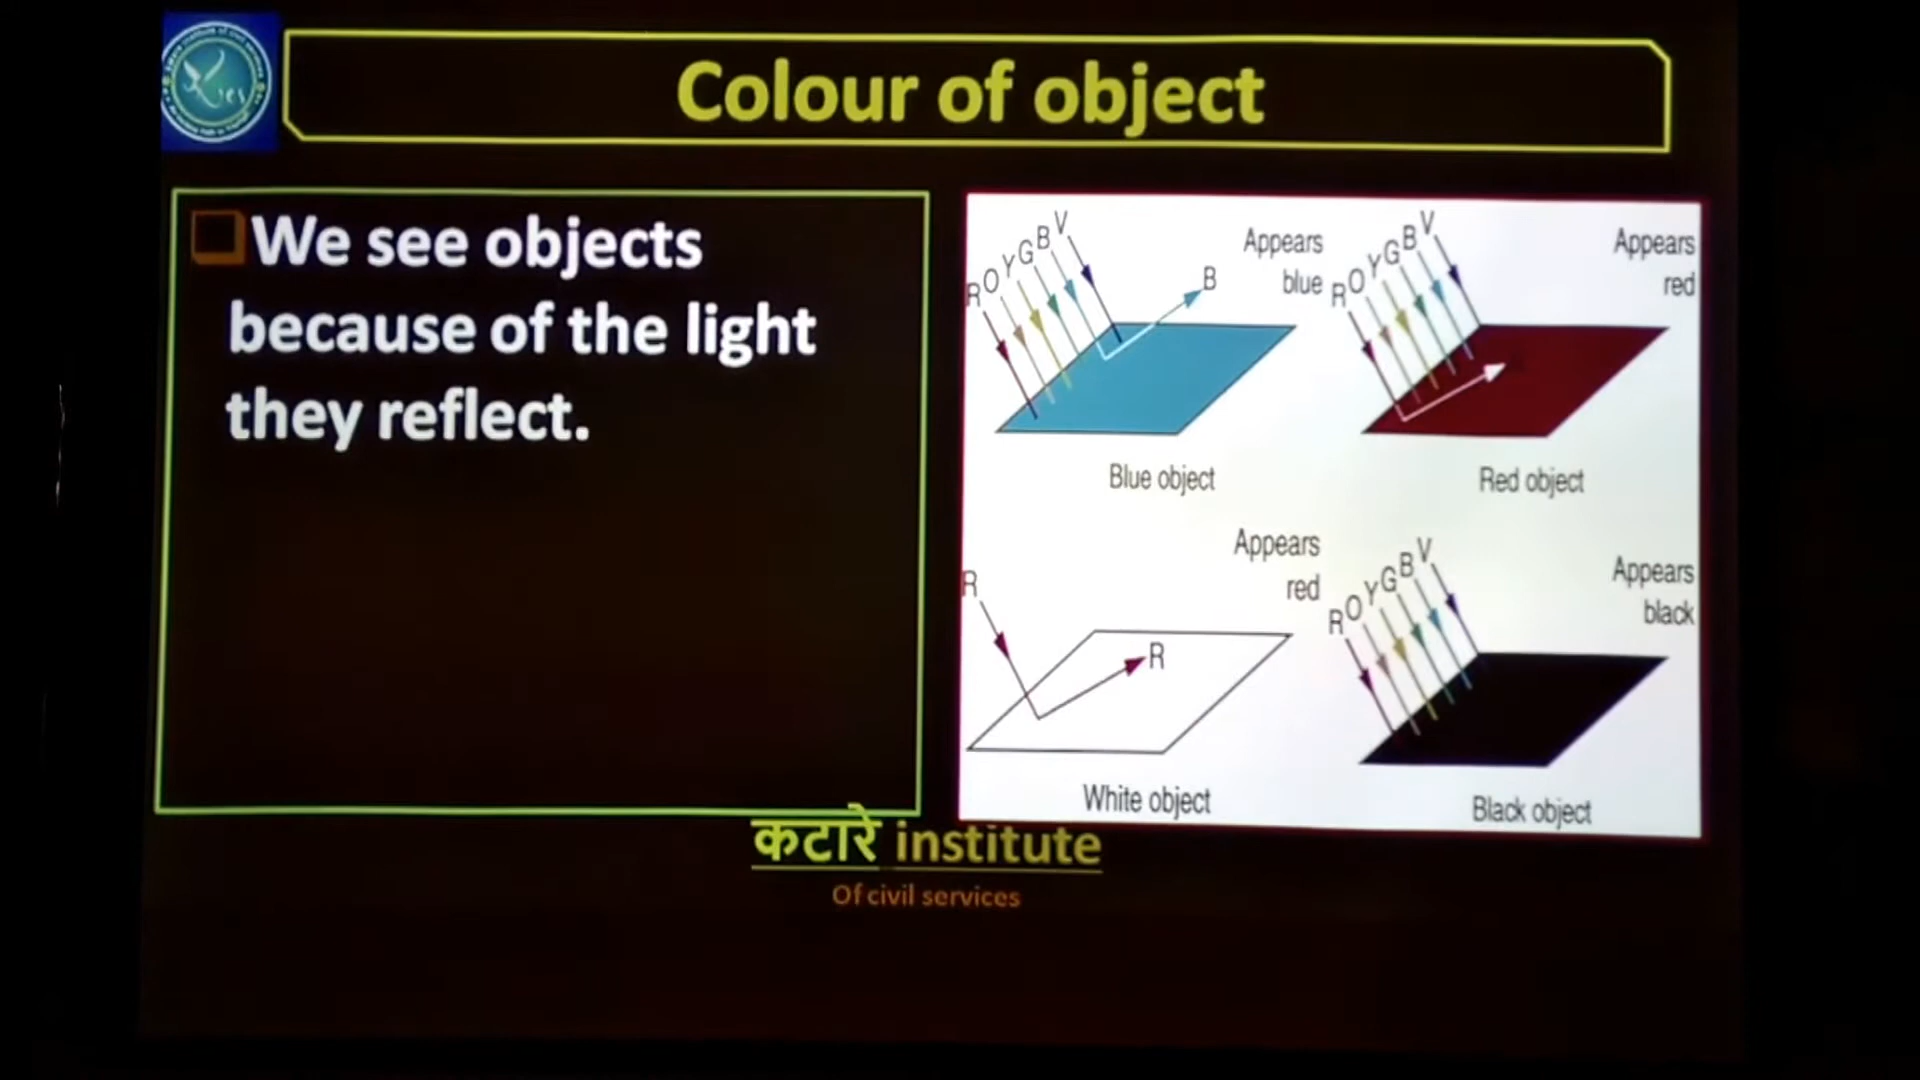 Colour of object
We see objects
because of the light
they reflect.
R O Y G B V
B
Appears
blue
Blue object
R O Y G B V
Appears
red
Red object
R
R
Appears
red
White object
R O Y G B V
Appears
black
Black object
कटारे institute
Of civil services